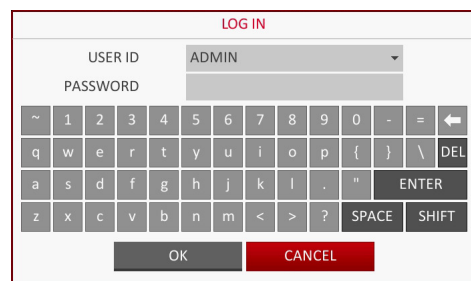 LOG IN
USER ID ADMIN
PASSWORD
~ 1 2 3 4 5 6 7 8 9 0 - =
q w e r t y u i o p { } \ DEL
a s d f g h j k l . " ENTER
z x c v b n m < > ? SPACE SHIFT
OK CANCEL